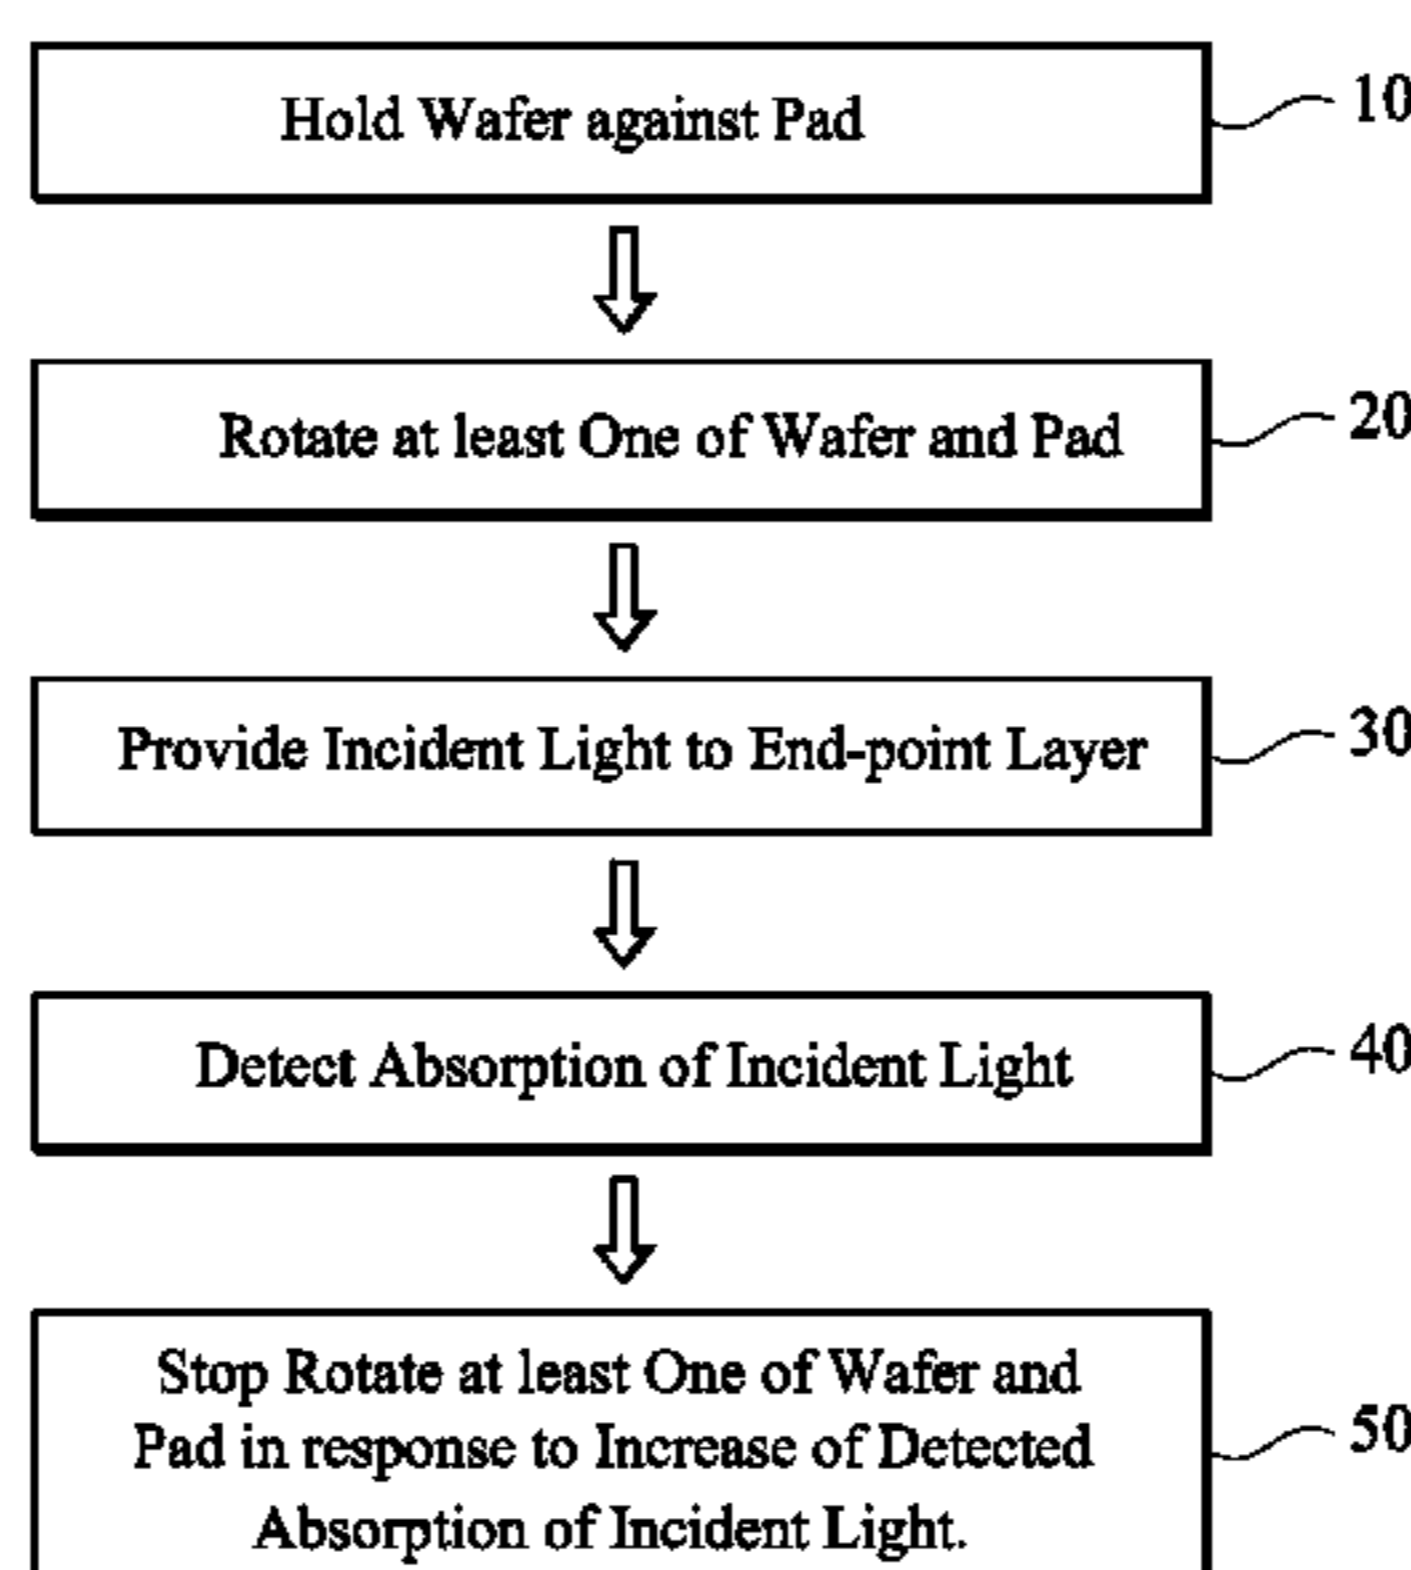 Hold Wafer against Pad
10
Rotate at least One of Wafer and Pad
20
Provide Incident Light to End-point Layer
30
Detect Absorption of Incident Light
40
Stop Rotate at least One of Wafer and
Pad in response to Increase of Detected
Absorption of Incident Light.
50